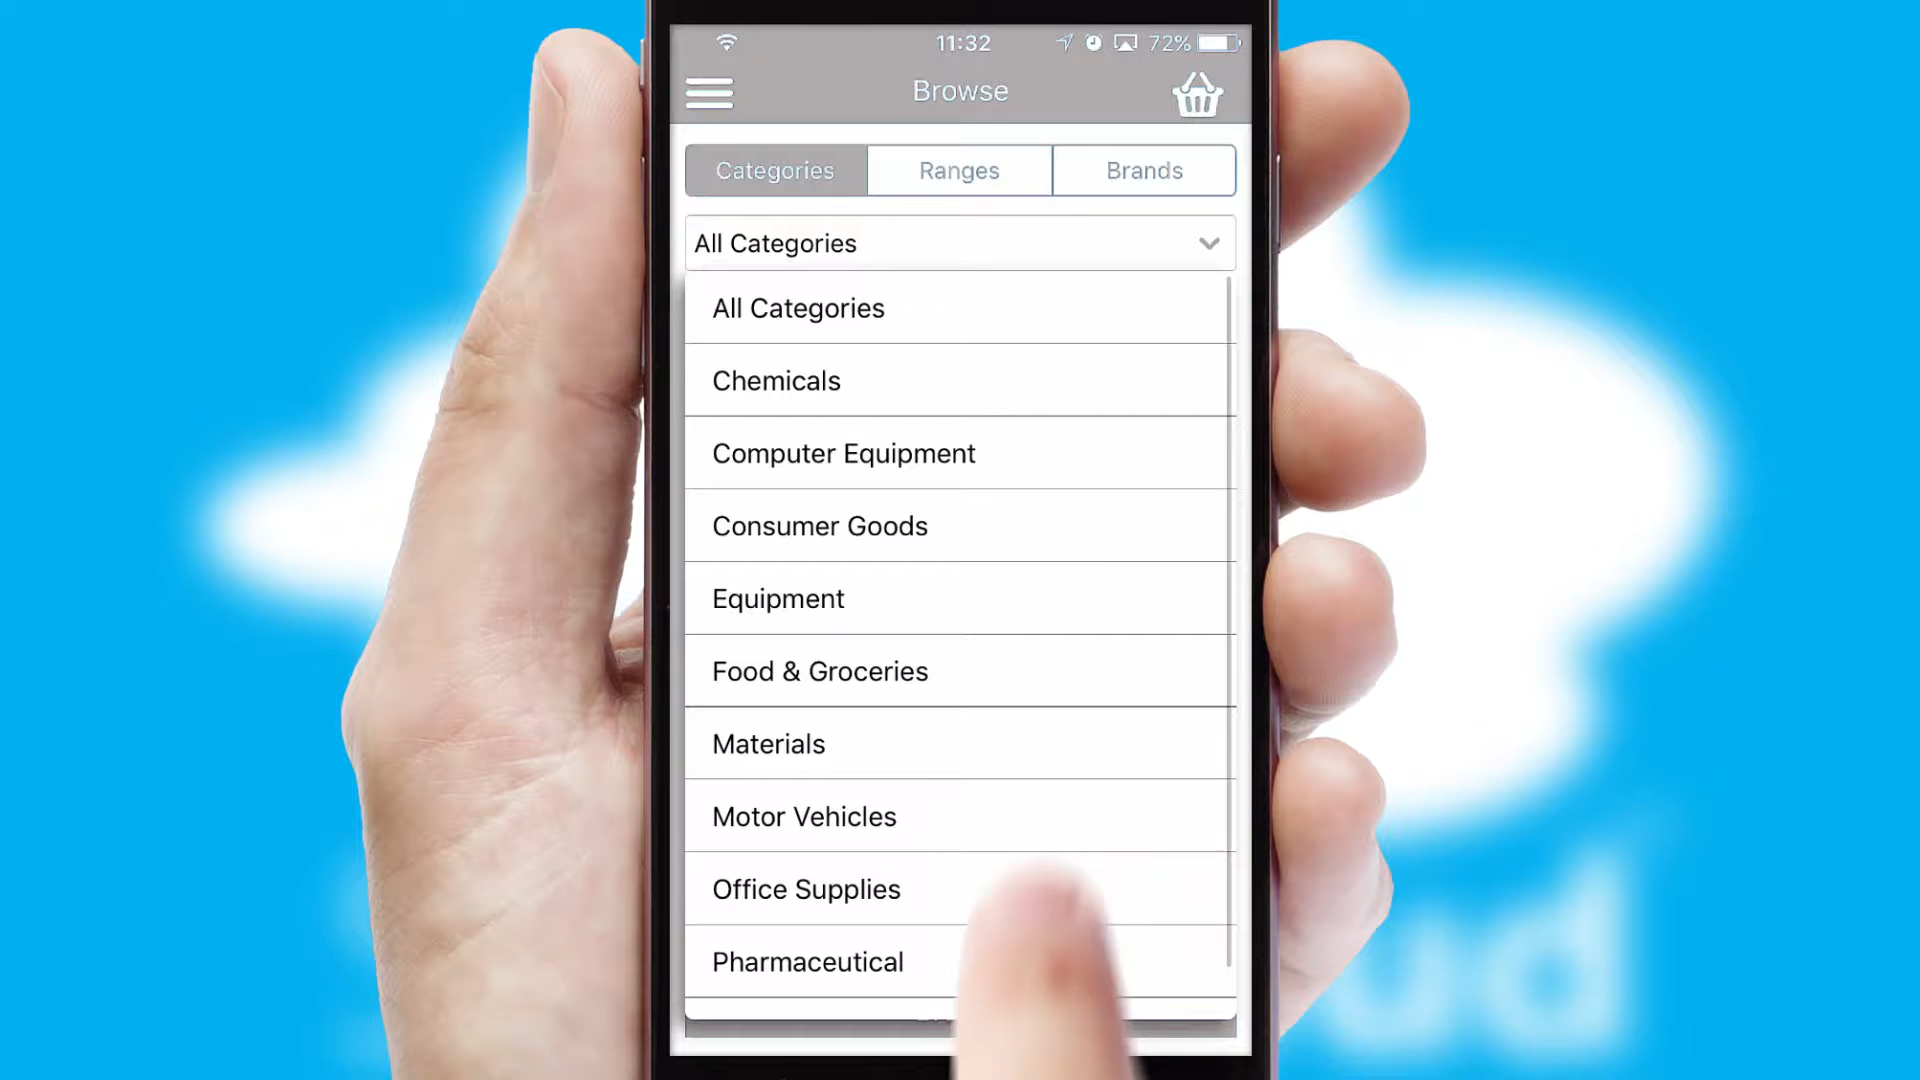 11:32
72%
Browse
Categories
Ranges
Brands
All Categories
All Categories
Chemicals
Computer Equipment
Consumer Goods
Equipment
Food & Groceries
Materials
Motor Vehicles
Office Supplies
Pharmaceutical
ud